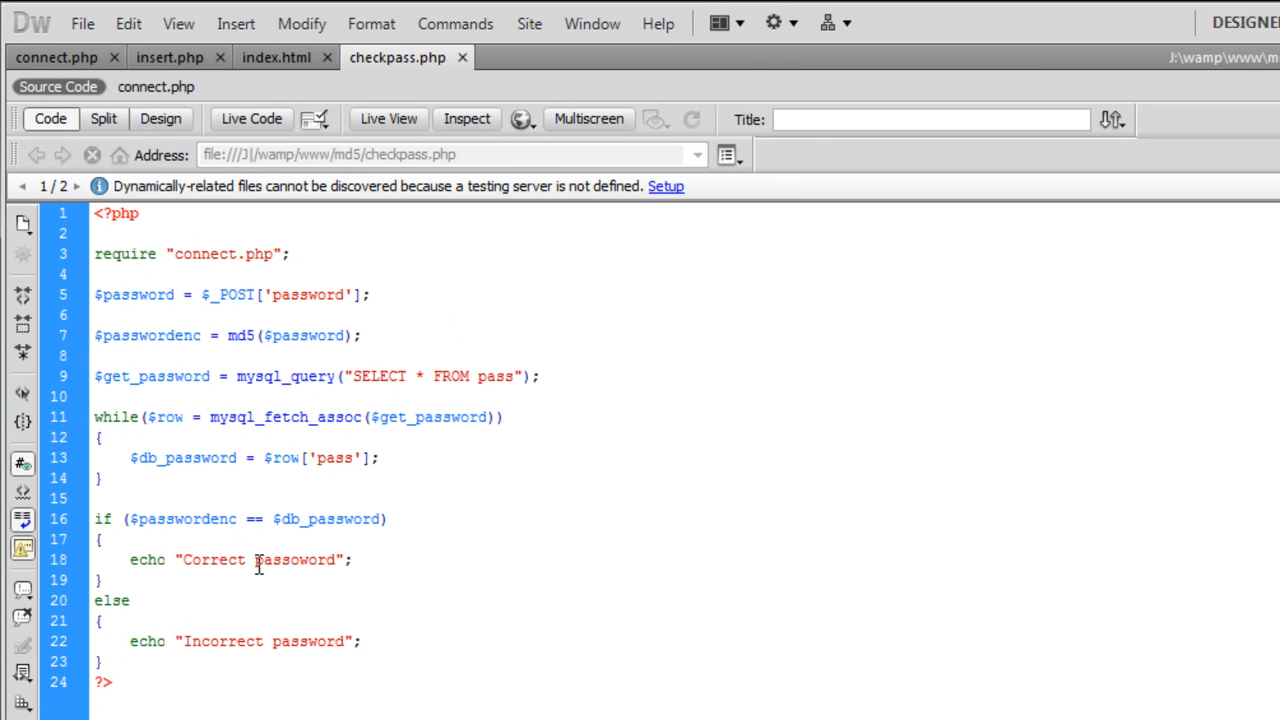 Dw File Edit View Insert Modify Format Commands Site Window Help DESIGNE
connect.php insert.php index.html checkpass.php J:\wamp\www\m
Source Code connect.php
Code Split Design Live Code Live View Inspect Multiscreen Title:
Address: file:///J|/wamp/www/md5/checkpass.php
1 / 2 Dynamically-related files cannot be discovered because a testing server is not defined. Setup
1 <?php
2
3 require "connect.php";
4
5 $password = $_POST['password'];
6
7 $passwordenc = md5($password);
8
9 $get_password = mysql_query("SELECT * FROM pass");
10
11 while($row = mysql_fetch_assoc($get_password))
12 {
13 $db_password = $row['pass'];
14 }
15
16 if ($passwordenc == $db_password)
17 {
18 echo "Correct passoword";
19 }
20 else
21 {
22 echo "Incorrect password";
23 }
24 ?>